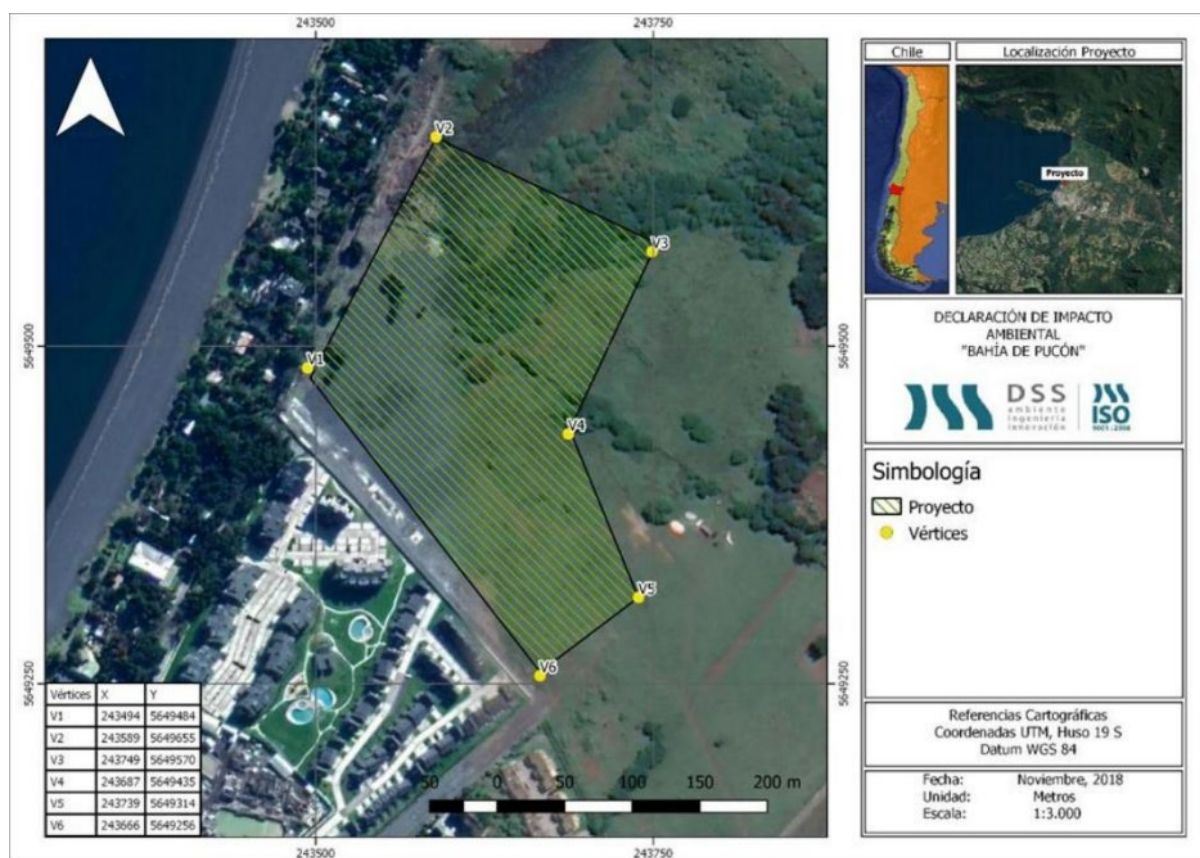 243500 243750
Chile Localización Proyecto
Proyecto
V2
V3
5649500 5649500
V1
V4
V5
V6
5649250 5649250
DECLARACIÓN DE IMPACTO
AMBIENTAL
"BAHÍA DE PUCÓN"
DSS
ambiente
ingeniería
innovación
ISO
9001:2008
Simbología
Proyecto
Vértices
Vértices X Y
V1 243494 5649484
V2 243589 5649655
V3 243749 5649570
V4 243687 5649435
V5 243739 5649314
V6 243666 5649256
50 0 50 100 150 200 m
Referencias Cartográficas
Coordenadas UTM, Huso 19 S
Datum WGS 84
Fecha: Noviembre, 2018
Unidad: Metros
Escala: 1:3.000
243500 243750